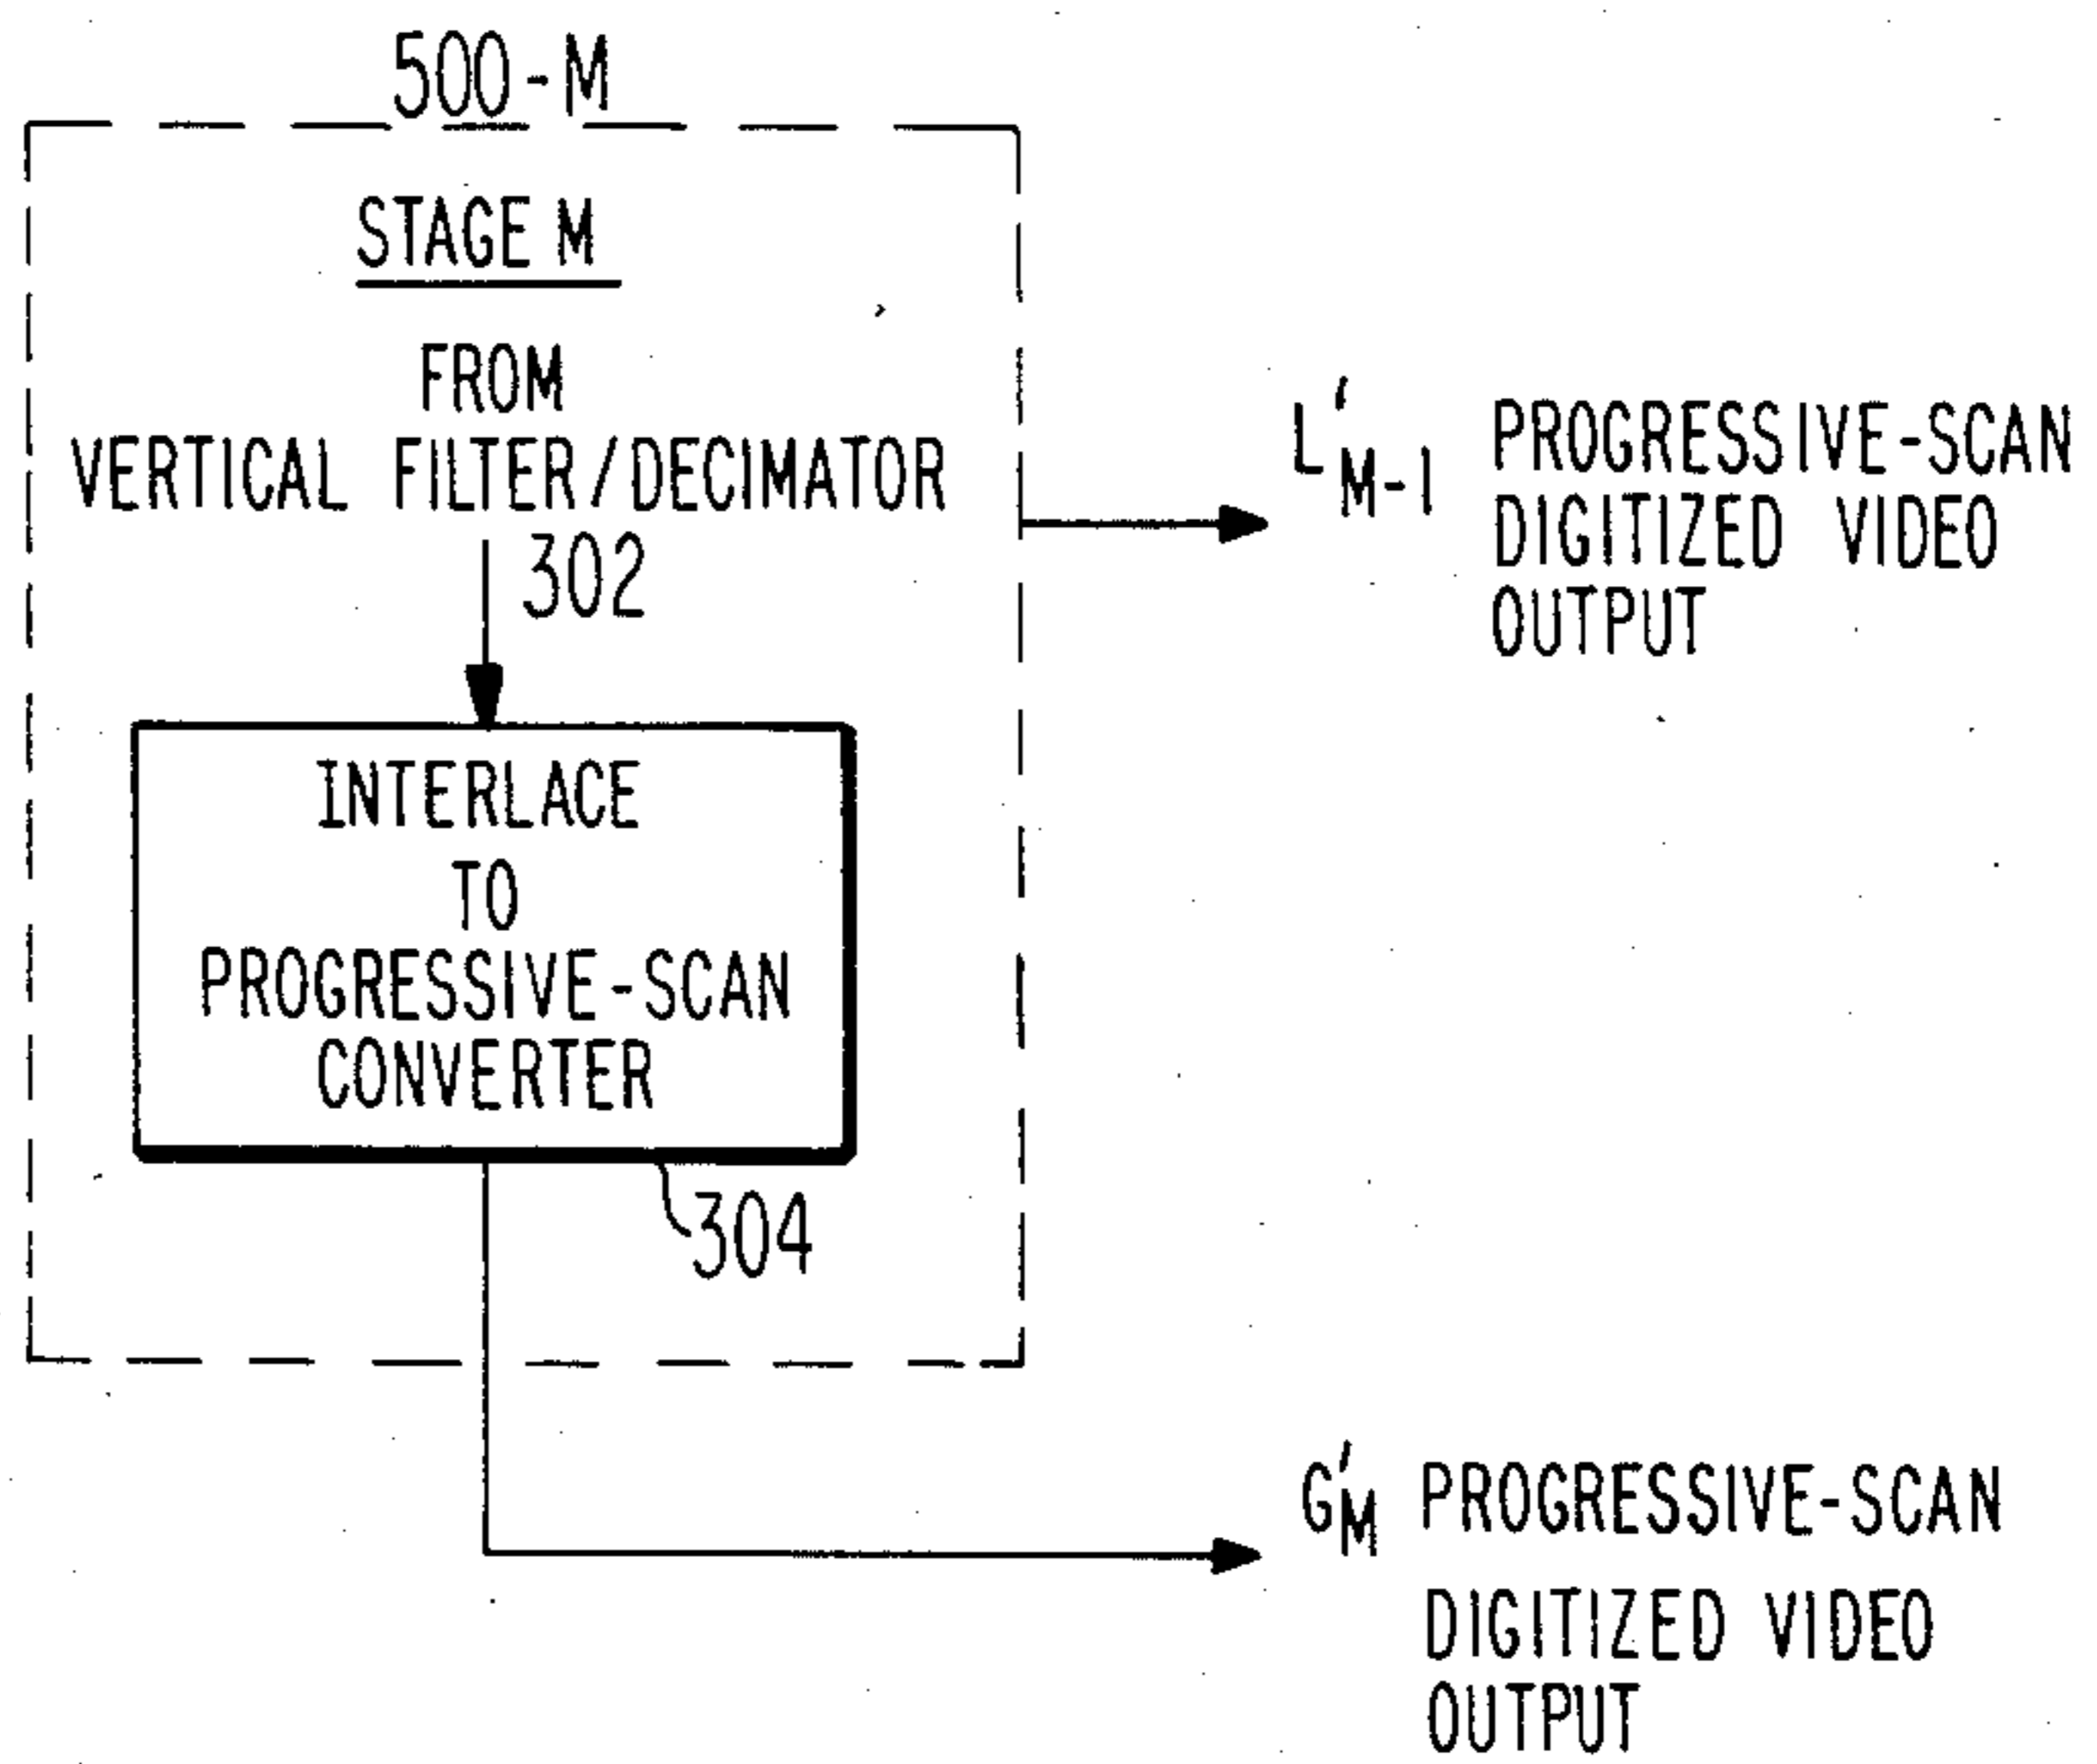 500-M
STAGE M
FROM
VERTICAL FILTER/DECIMATOR
302
INTERLACE
TO
PROGRESSIVE-SCAN
CONVERTER
304
L'M-1 PROGRESSIVE-SCAN
DIGITIZED VIDEO
OUTPUT
G'M PROGRESSIVE-SCAN
DIGITIZED VIDEO
OUTPUT